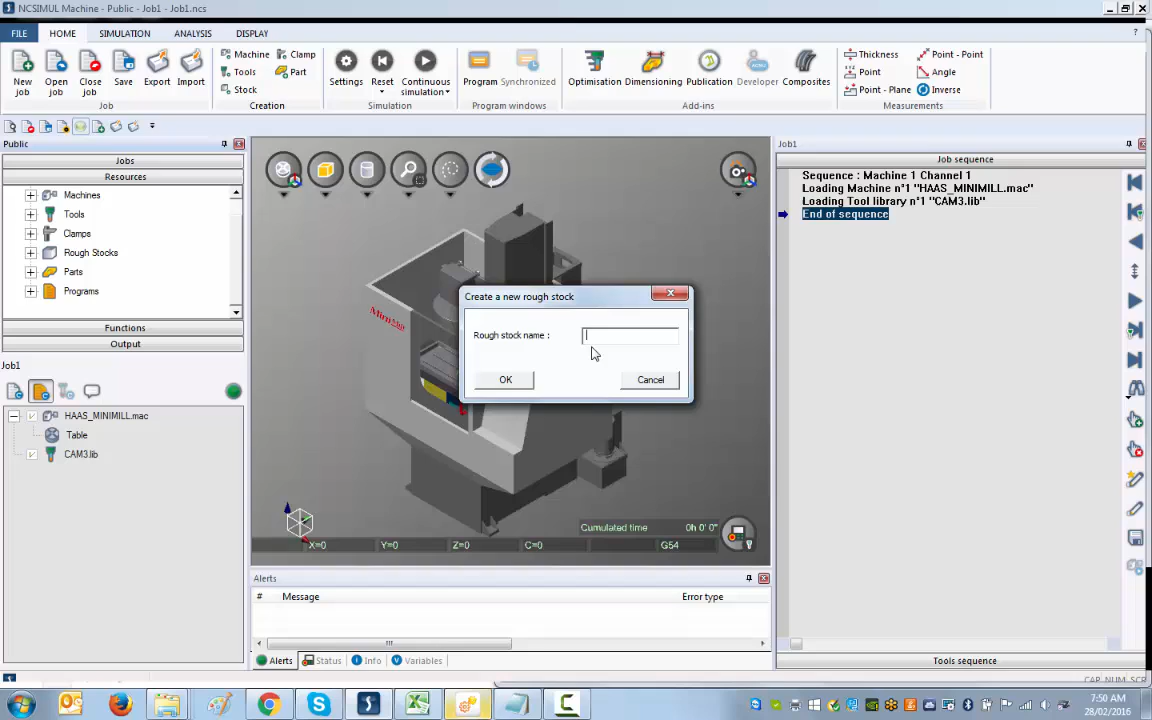 NCSIMUL Machine - Public - Job1 - Job1.ncs
FILE HOME SIMULATION ANALYSIS DISPLAY ?
New job
Open job
Close job
Save
Export
Import
Job
Machine
Clamp
Tools
Part
Stock
Creation
Settings
Reset
Continuous simulation
Simulation
Program
Synchronized
Program windows
Optimisation
Dimensioning
Publication
Developer
Composites
Add-ins
Thickness
Point - Point
Point
Angle
Point - Plane
Inverse
Measurements
Public
Jobs
Resources
Machines
Tools
Clamps
Rough Stocks
Parts
Programs
Functions
Output
Job1
HAAS_MINIMILL.mac
Table
CAM3.lib
Create a new rough stock
Rough stock name :
OK
Cancel
Cumulated time 0h 0' 0''
X=0 Y=0 Z=0 C=0 G54
Alerts
# Message Error type
Alerts Status Info Variables
Job1
Job sequence
Sequence : Machine 1 Channel 1
Loading Machine n°1 "HAAS_MINIMILL.mac"
Loading Tool library n°1 "CAM3.lib"
End of sequence
Tools sequence
CAP NUM SCR
7:50 AM
28/02/2016